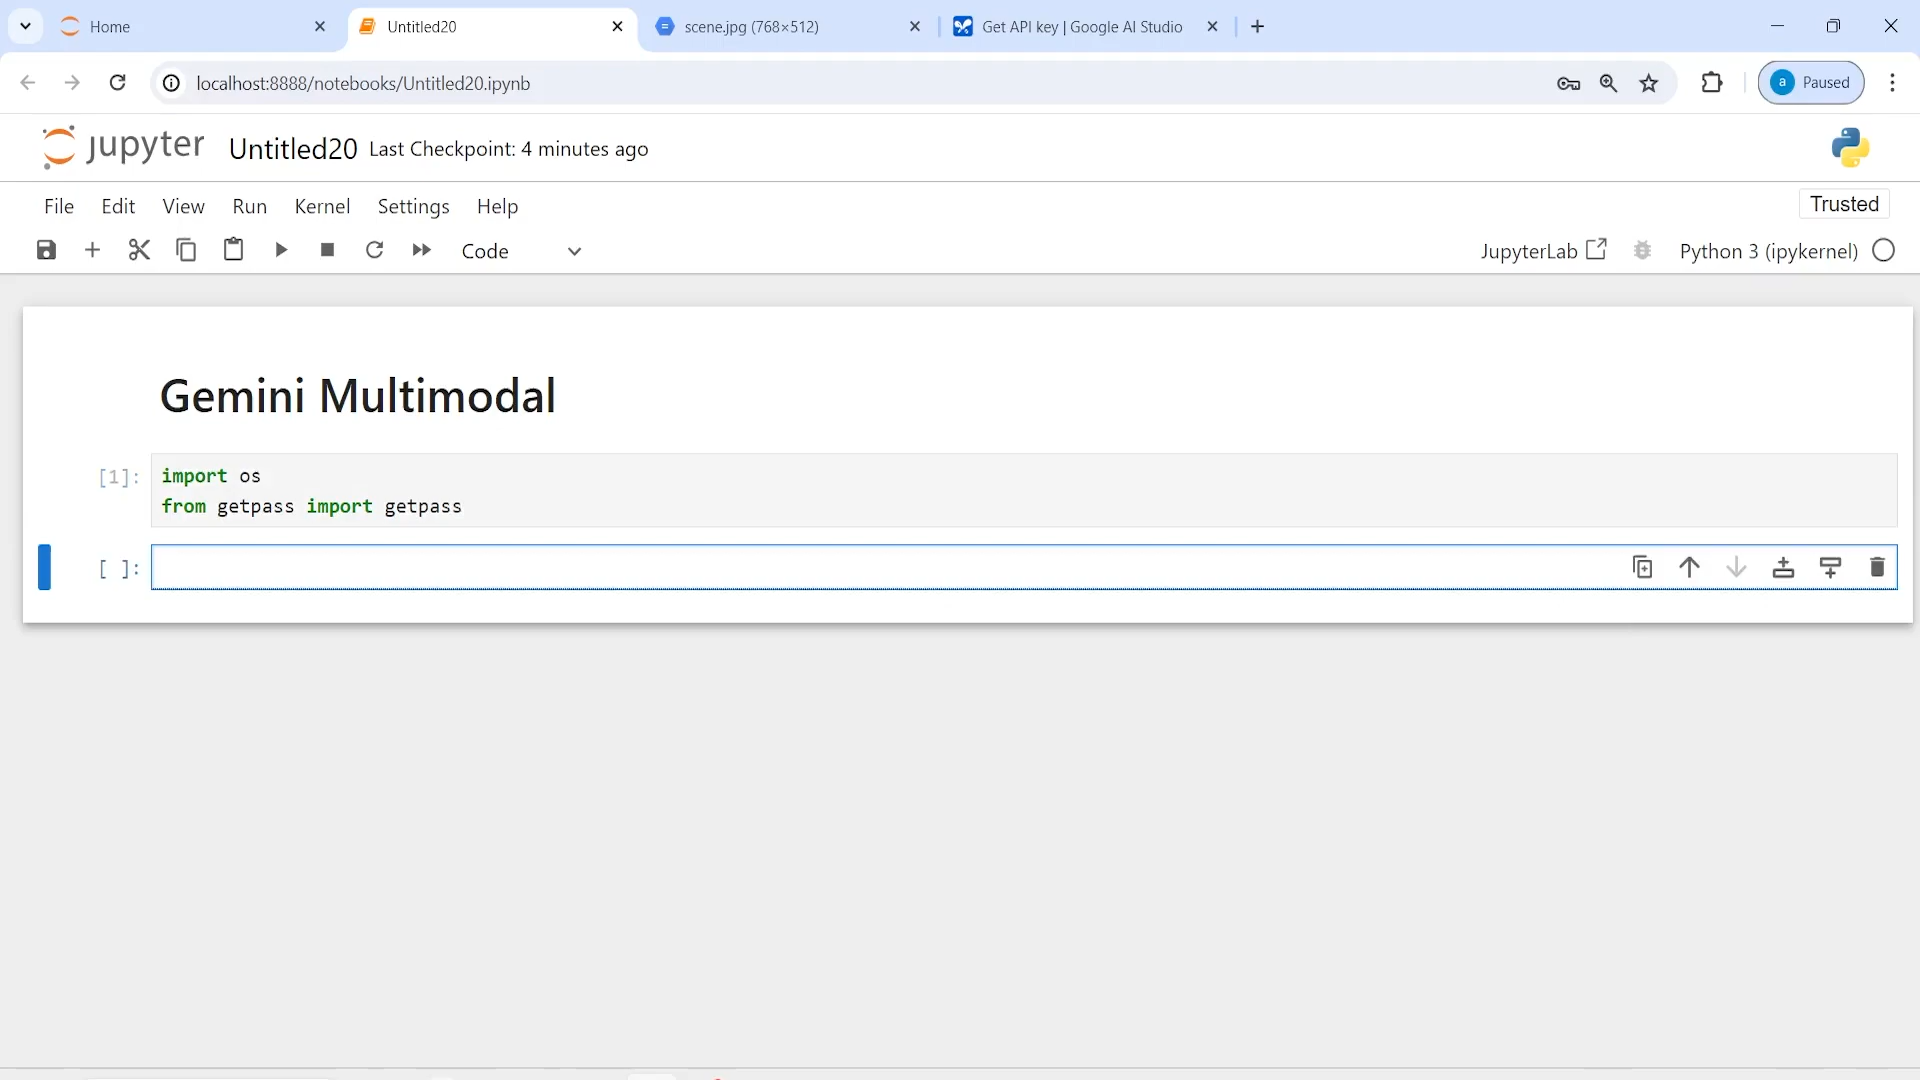 Home
Untitled20
scene.jpg (768×512)
Get API key | Google AI Studio
localhost:8888/notebooks/Untitled20.ipynb
a Paused
jupyter Untitled20 Last Checkpoint: 4 minutes ago
File Edit View Run Kernel Settings Help
Trusted
Code
JupyterLab
Python 3 (ipykernel)
Gemini Multimodal
[1]: import os
from getpass import getpass
[ ]: